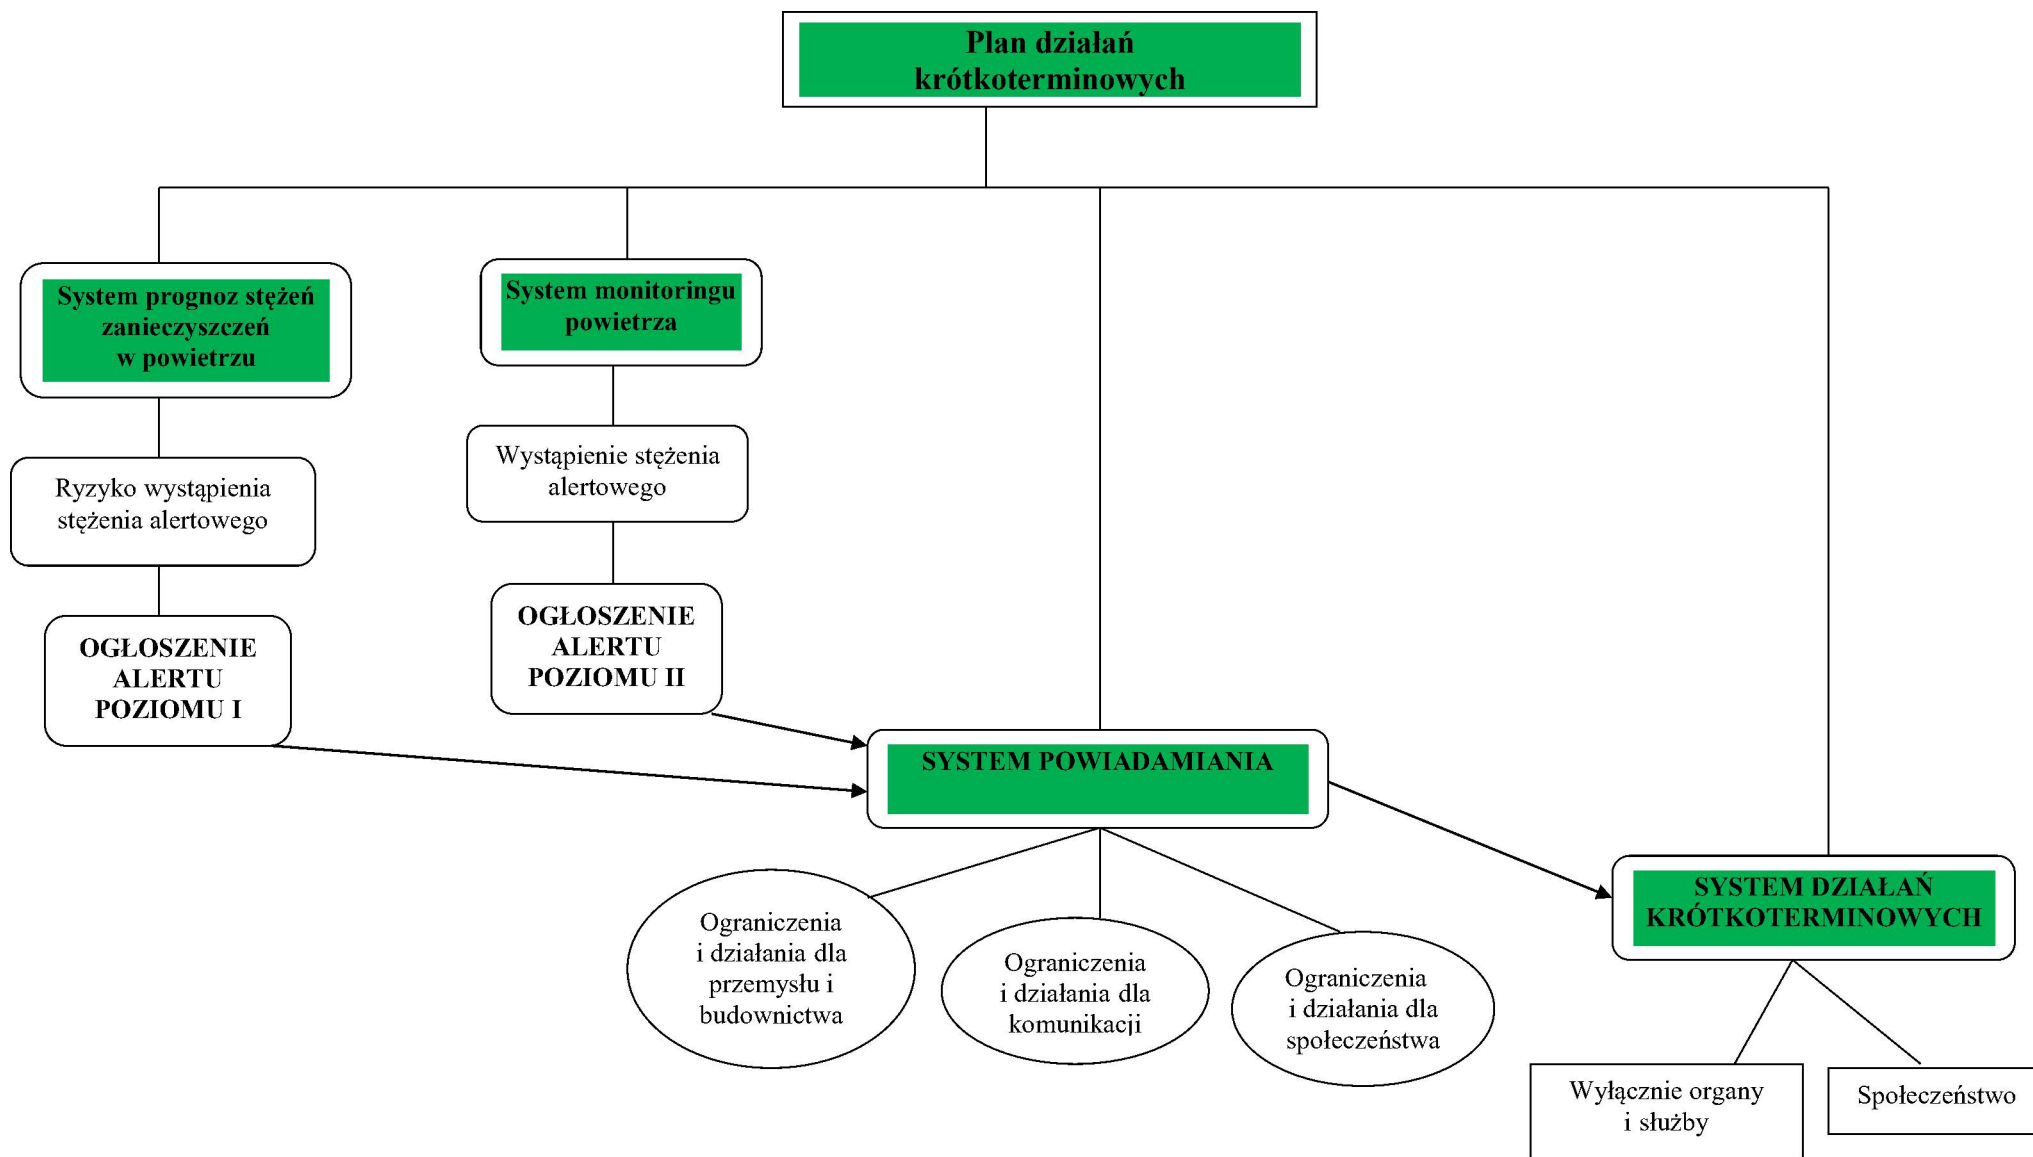 Plan działań
krótkoterminowych
System prognoz stężeń
zanieczyszczeń
w powietrzu
System monitoringu
powietrza
Ryzyko wystąpienia
stężenia alertowego
Wystąpienie stężenia
alertowego
OGŁOSZENIE
ALERTU
POZIOMU I
OGŁOSZENIE
ALERTU
POZIOMU II
SYSTEM POWIADAMIANIA
SYSTEM DZIAŁAŃ
KRÓTKOTERMINOWYCH
Ograniczenia
i działania dla
przemysłu i
budownictwa
Ograniczenia
i działania dla
komunikacji
Ograniczenia
i działania dla
społeczeństwa
Wyłącznie organy
i służby
Społeczeństwo